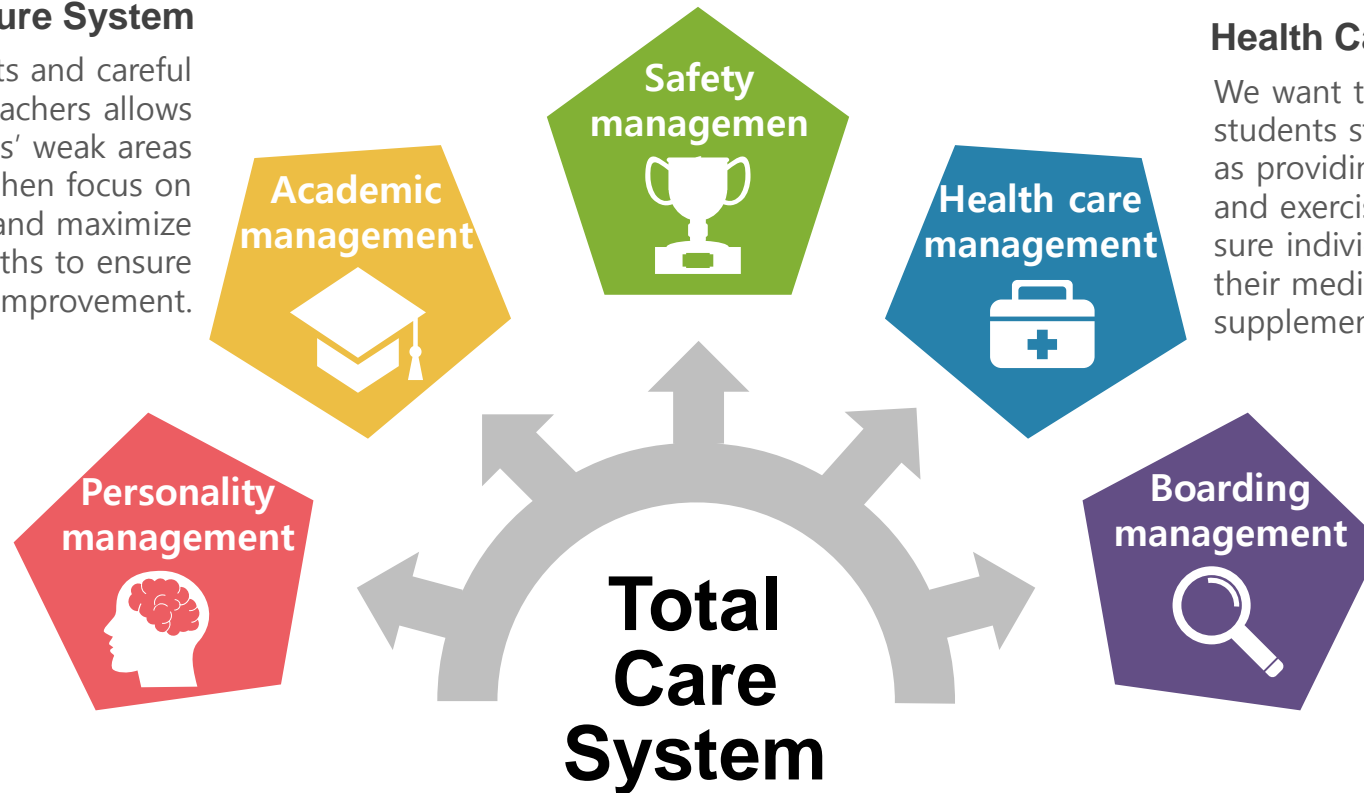 ure System
ts and careful
achers allows
s’ weak areas
hen focus on
and maximize
ths to ensure
mprovement.
Academic
management
Safety
managemen
Health care
management
Health Ca
We want t
students st
as providin
and exercis
sure indivi
their medi
supplemen
Personality
management
Boarding
management
Total
Care
System